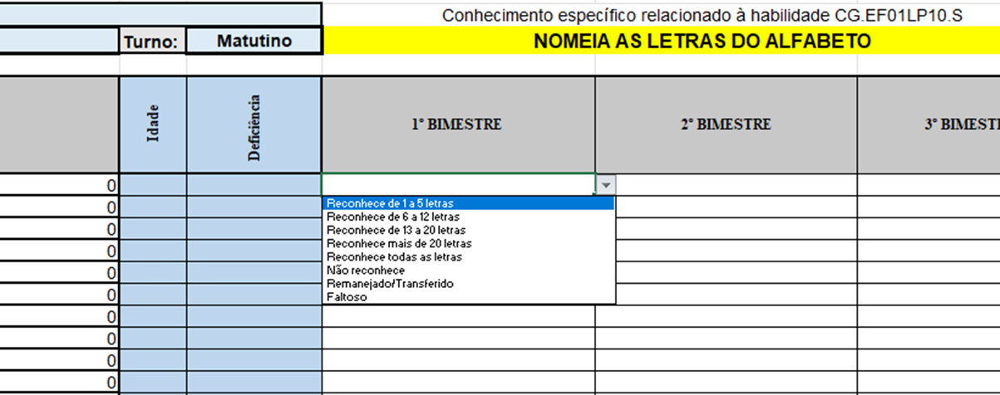 Conhecimento específico relacionado à habilidade CG.EF01LP10.S
Turno: Matutino NOMEIA AS LETRAS DO ALFABETO
Idade Deficiência 1° BIMESTRE 2° BIMESTRE 3° BIMEST
0
0
Reconhece de 1 a 5 letras
0
Reconhece de 6 a 12 letras
Reconhece de 13 a 20 letras
0
Reconhece mais de 20 letras
Reconhece todas as letras
0
Não reconhece
Remanejado/Transferido
0
Faltoso
0
0
0
0